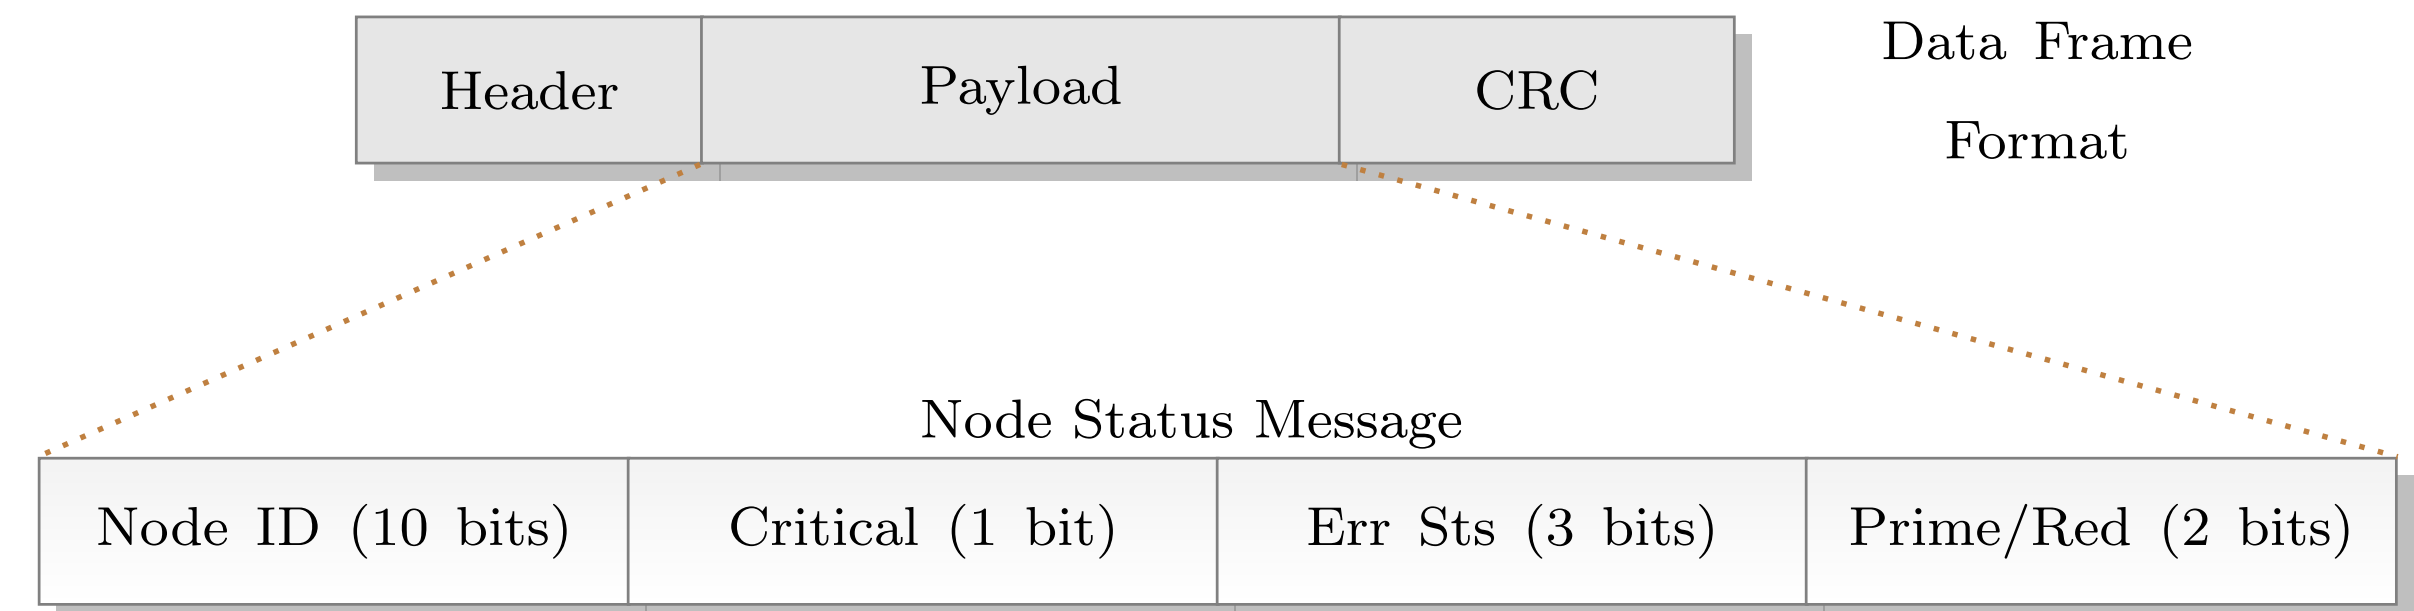 Header Payload CRC
Data Frame
Format
Node Status Message
Node ID (10 bits) Critical (1 bit) Err Sts (3 bits) Prime/Red (2 bits)